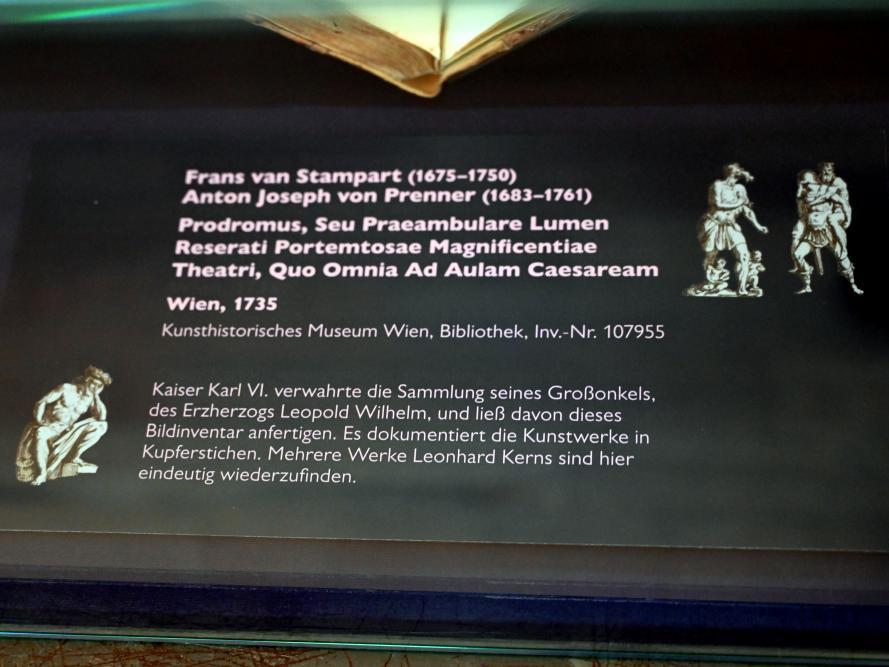 Frans van Stampart (1675–1750)
Anton Joseph von Prenner (1683–1761)
Prodromus, Seu Praeambulare Lumen
Reserati Portemtosae Magnificentiae
Theatri, Quo Omnia Ad Aulam Caesaream
Wien, 1735
Kunsthistorisches Museum Wien, Bibliothek, Inv.-Nr. 107955
Kaiser Karl VI. verwahrte die Sammlung seines Großonkels,
des Erzherzogs Leopold Wilhelm, und ließ davon dieses
Bildinventar anfertigen. Es dokumentiert die Kunstwerke in
Kupferstichen. Mehrere Werke Leonhard Kerns sind hier
eindeutig wiederzufinden.